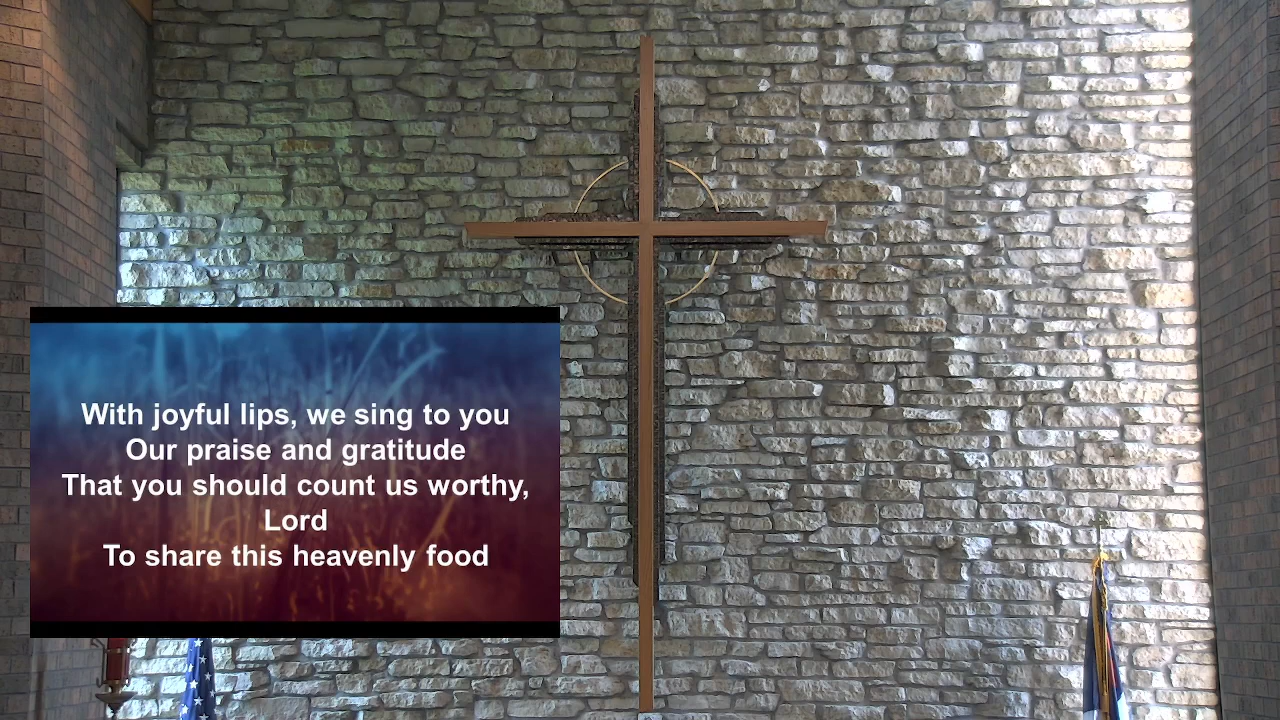 With joyful lips, we sing to you
Our praise and gratitude
That you should count us worthy,
Lord
To share this heavenly food